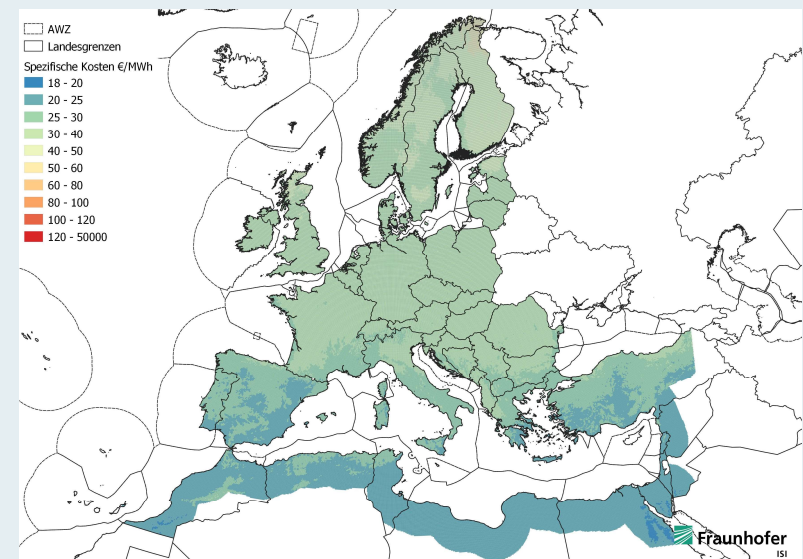 AWZ
Landesgrenzen
Spezifische Kosten €/MWh
18 - 20
20 - 25
25 - 30
30 - 40
40 - 50
50 - 60
60 - 80
80 - 100
100 - 120
120 - 50000
Fraunhofer
ISI